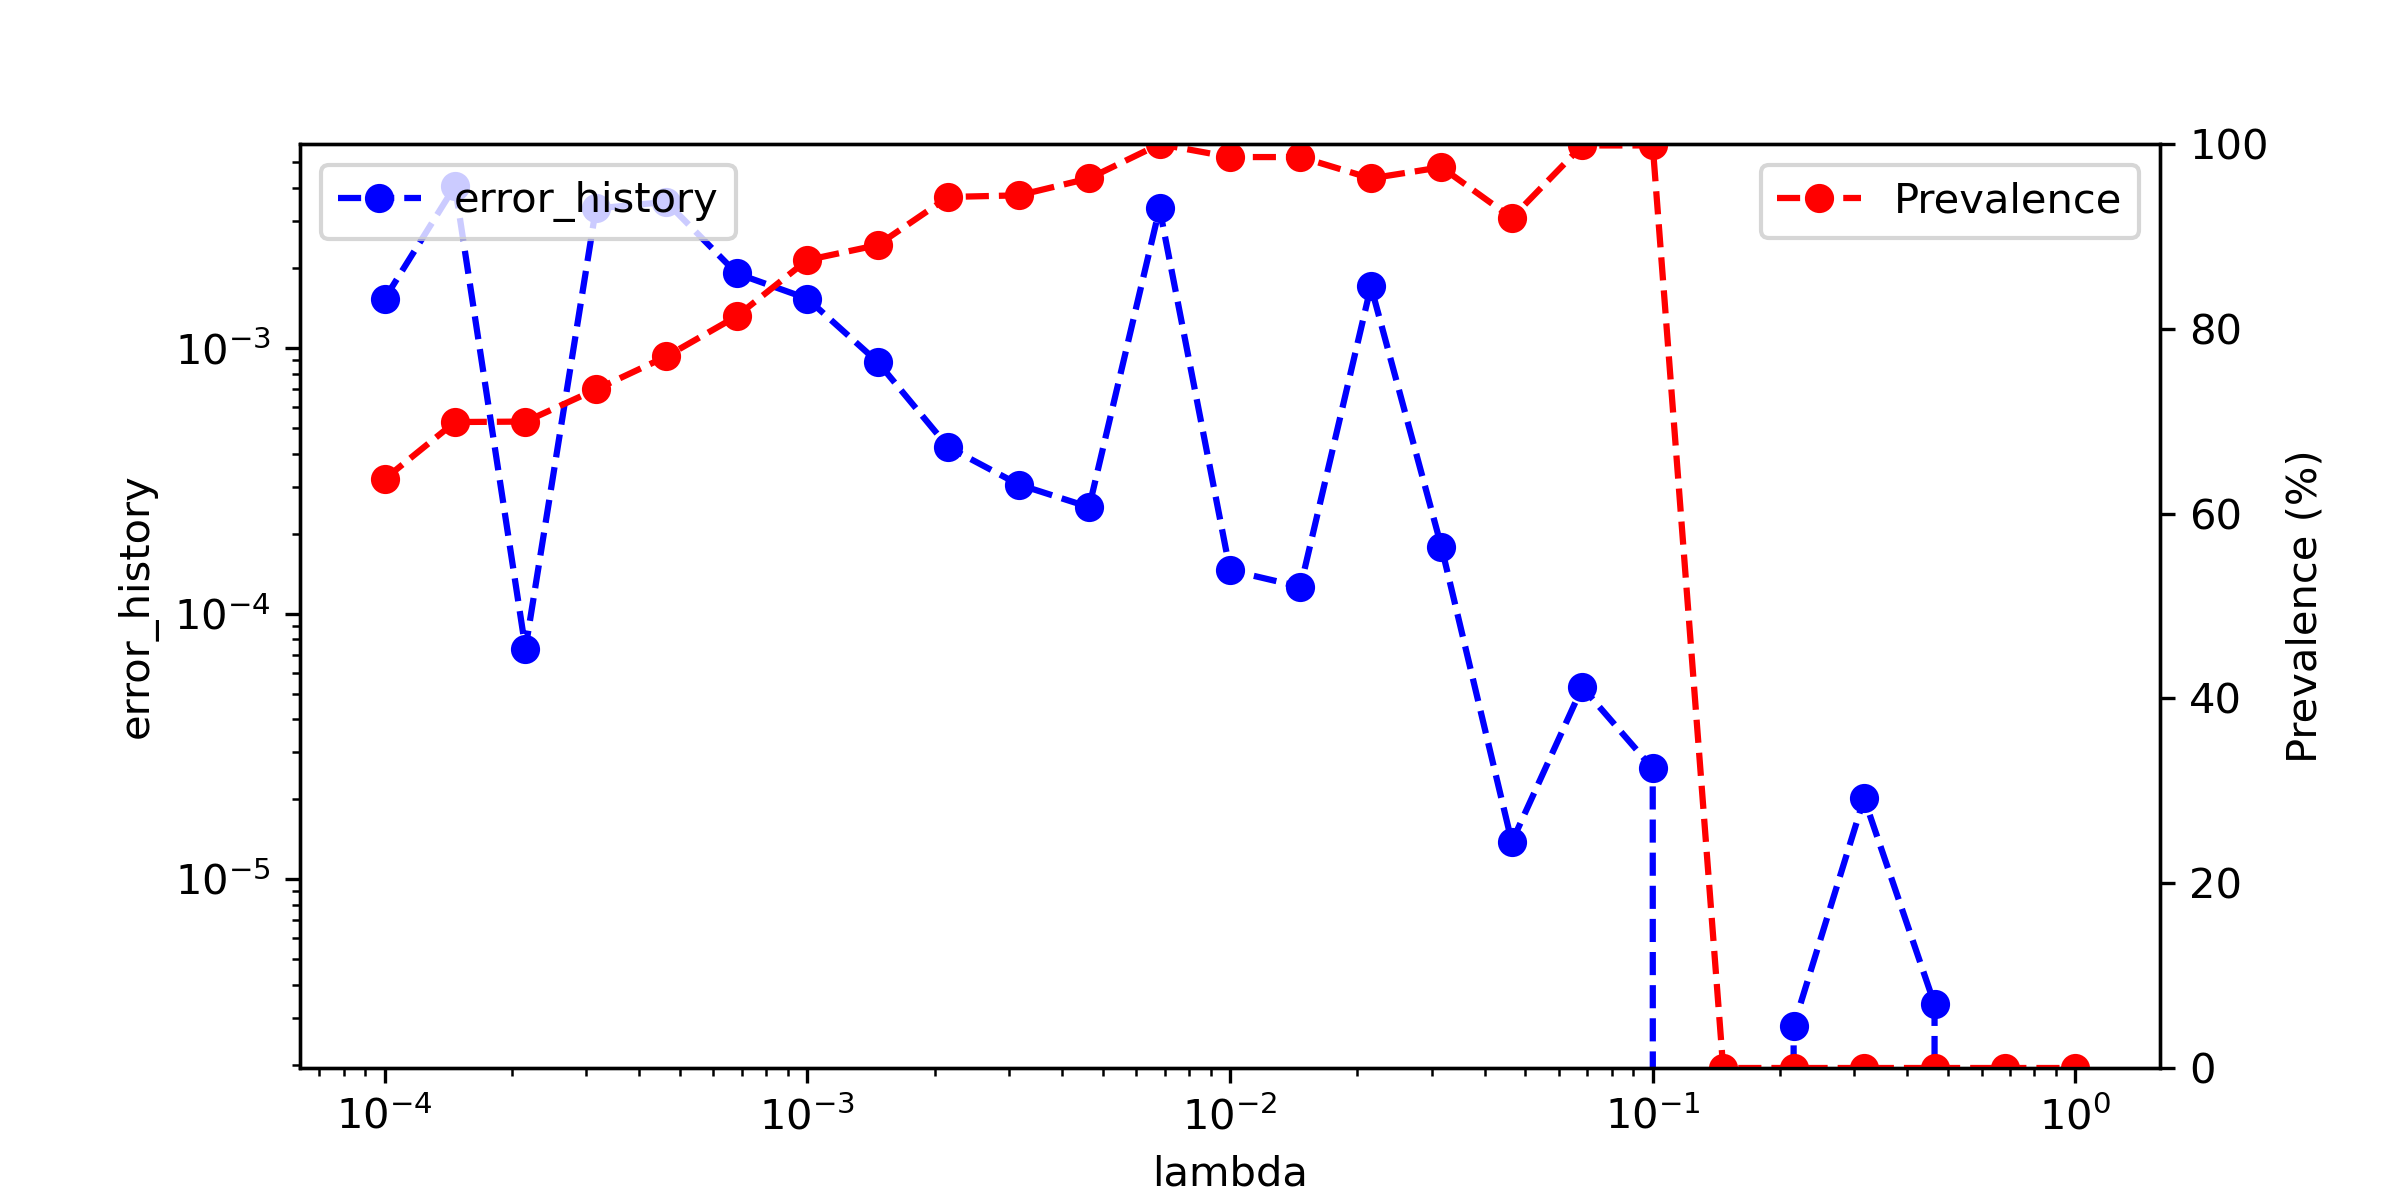 error_history
Prevalence
10⁻³
10⁻⁴
10⁻⁵
error_history
100
80
60
40
20
0
Prevalence (%)
10⁻⁴ 10⁻³ 10⁻² 10⁻¹ 10⁰
lambda